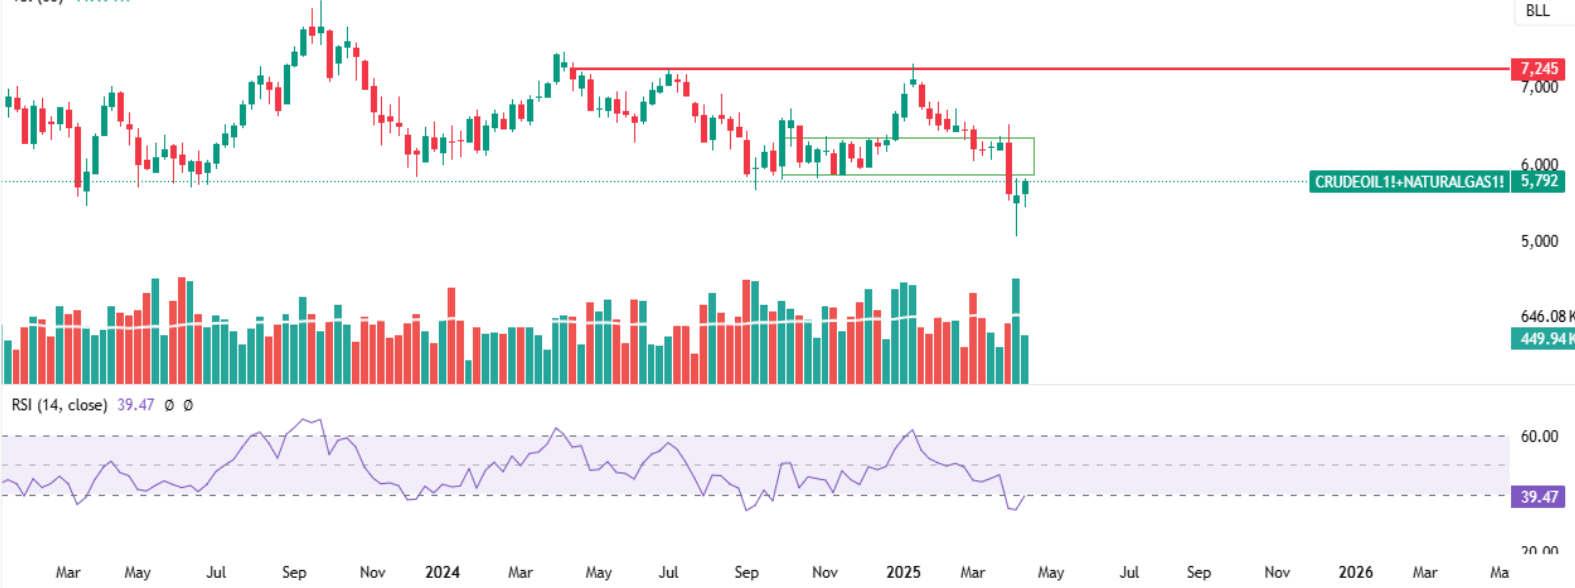 BLL
7,245
7,000
6,000
CRUDEOIL1!+NATURALGAS1! 5,792
5,000
646.08 K
449.94 K
RSI (14, close) 39.47 Ø Ø
60.00
39.47
20.00
Mar May Jul Sep Nov 2024 Mar May Jul Sep Nov 2025 Mar May Jul Sep Nov 2026 Mar Ma